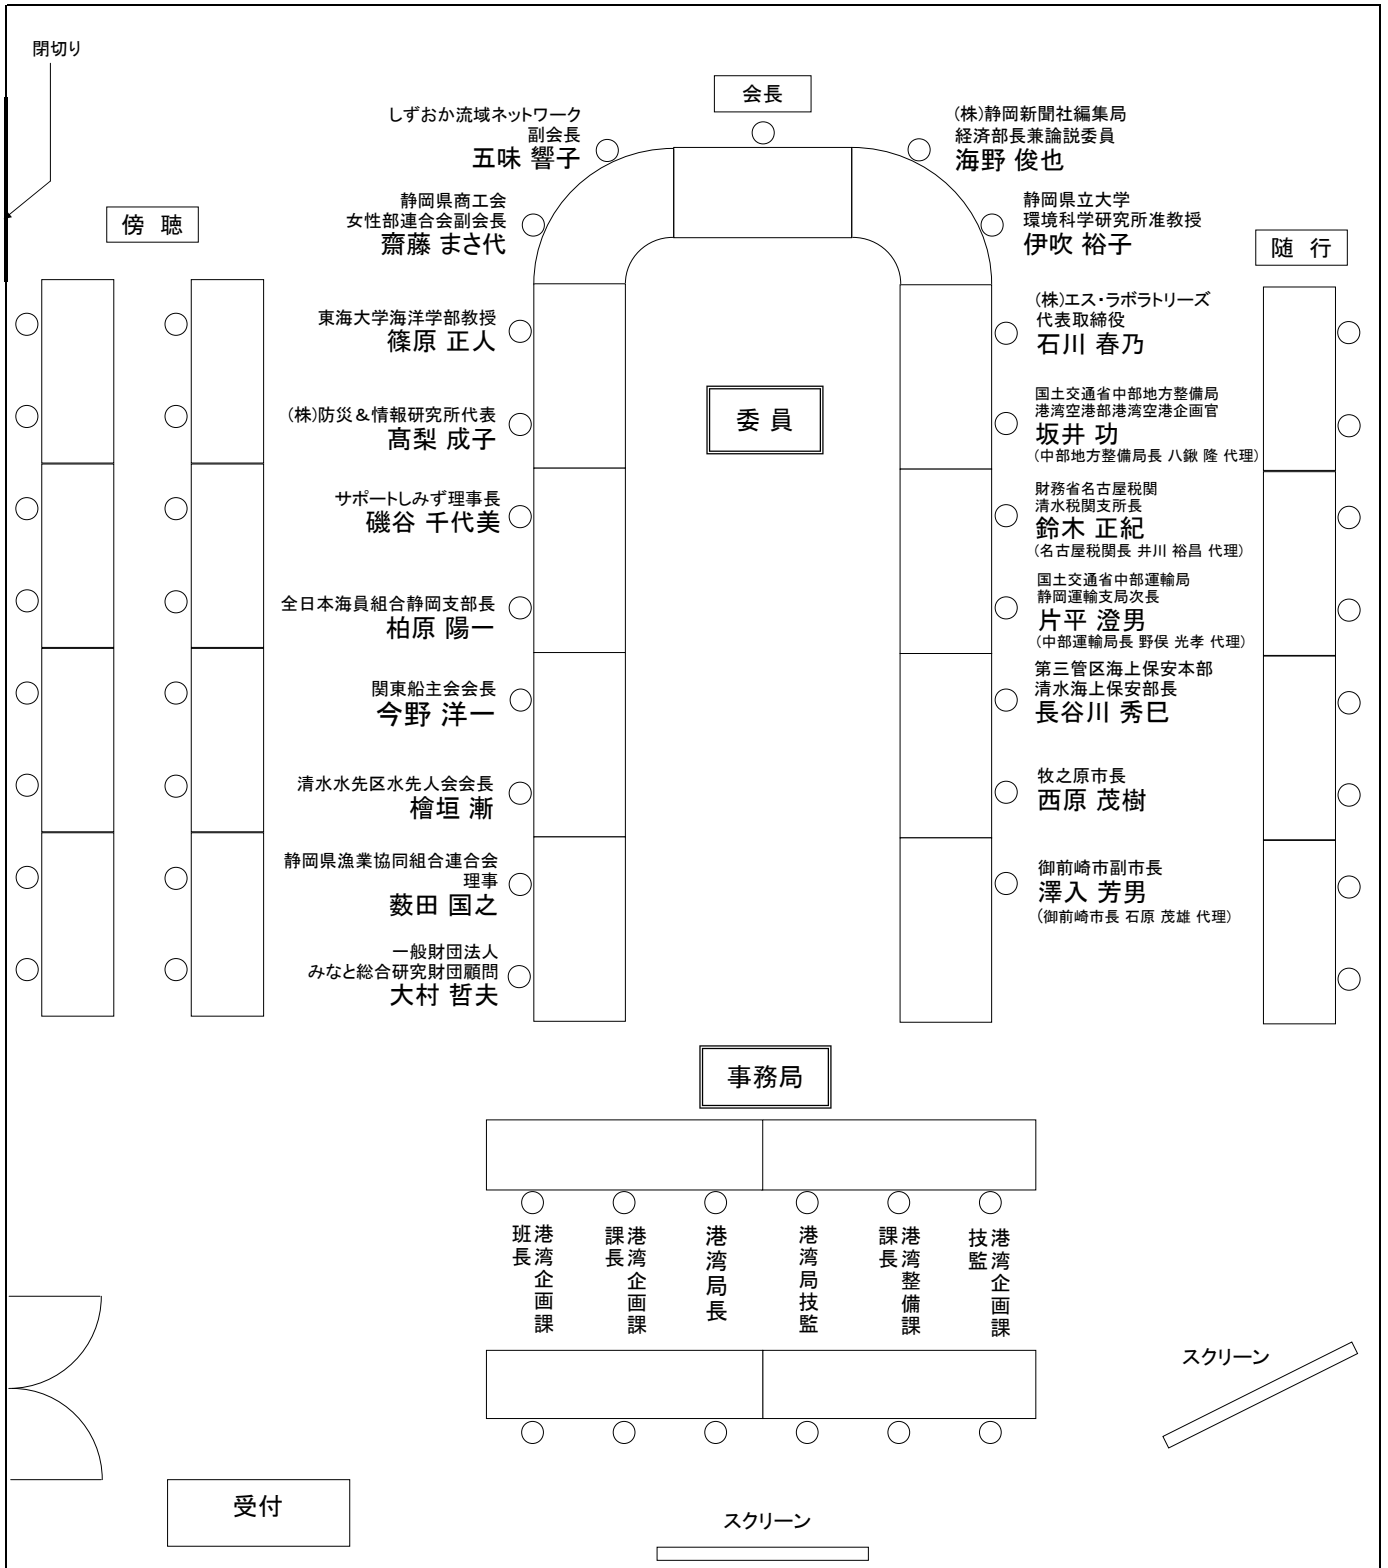 閉切り
会長
しずおか流域ネットワーク
副会長
五味 響子
(株)静岡新聞社編集局
経済部長兼論説委員
海野 俊也
静岡県商工会
女性部連合会副会長
齋藤 まさ代
静岡県立大学
環境科学研究所准教授
伊吹 裕子
傍 聴
随 行
東海大学海洋学部教授
篠原 正人
(株)防災&情報研究所代表
髙梨 成子
サポートしみず理事長
磯谷 千代美
全日本海員組合静岡支部長
柏原 陽一
関東船主会会長
今野 洋一
清水水先区水先人会会長
檜垣 漸
静岡県漁業協同組合連合会
理事
薮田 国之
一般財団法人
みなと総合研究財団顧問
大村 哲夫
委 員
(株)エス・ラボラトリーズ
代表取締役
石川 春乃
国土交通省中部地方整備局
港湾空港部港湾空港企画官
坂井 功
(中部地方整備局長 八鍬 隆 代理)
財務省名古屋税関
清水税関支所長
鈴木 正紀
(名古屋税関長 井川 裕昌 代理)
国土交通省中部運輸局
静岡運輸支局次長
片平 澄男
(中部運輸局長 野俣 光孝 代理)
第三管区海上保安本部
清水海上保安部長
長谷川 秀巳
牧之原市長
西原 茂樹
御前崎市副市長
澤入 芳男
(御前崎市長 石原 茂雄 代理)
事務局
港湾企画課
班長
港湾企画課
課長
港湾局長
港湾局技監
港湾整備課
課長
港湾企画課
技監
スクリーン
受付
スクリーン